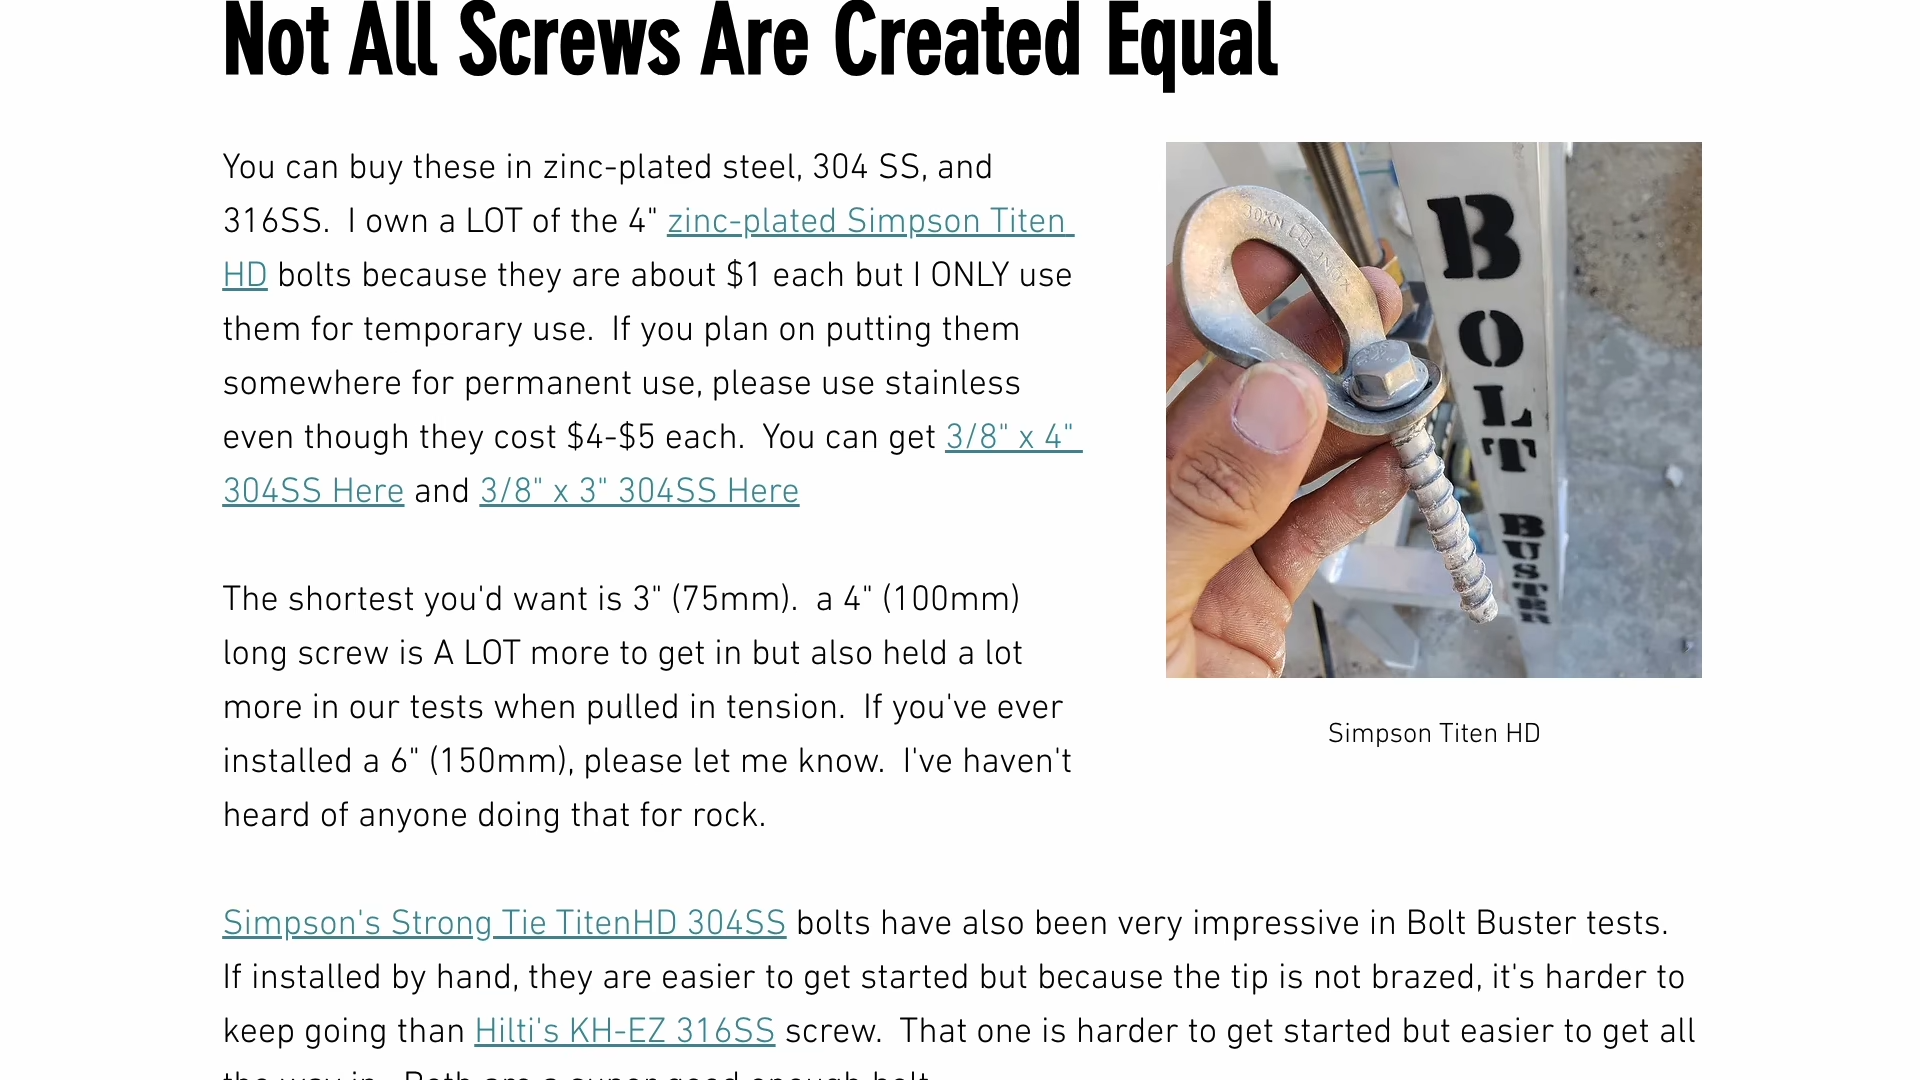 Not All Screws Are Created Equal
You can buy these in zinc-plated steel, 304 SS, and
316SS.  I own a LOT of the 4" zinc-plated Simpson Titen
HD bolts because they are about $1 each but I ONLY use
them for temporary use.  If you plan on putting them
somewhere for permanent use, please use stainless
even though they cost $4-$5 each.  You can get 3/8" x 4"
304SS Here and 3/8" x 3" 304SS Here
The shortest you'd want is 3" (75mm).  a 4" (100mm)
long screw is A LOT more to get in but also held a lot
more in our tests when pulled in tension.  If you've ever
installed a 6" (150mm), please let me know.  I've haven't
heard of anyone doing that for rock.
BOLT
BUSTER
Simpson Titen HD
Simpson's Strong Tie TitenHD 304SS bolts have also been very impressive in Bolt Buster tests.
If installed by hand, they are easier to get started but because the tip is not brazed, it's harder to
keep going than Hilti's KH-EZ 316SS screw.  That one is harder to get started but easier to get all
the way in.  Both are a super good enough bolt